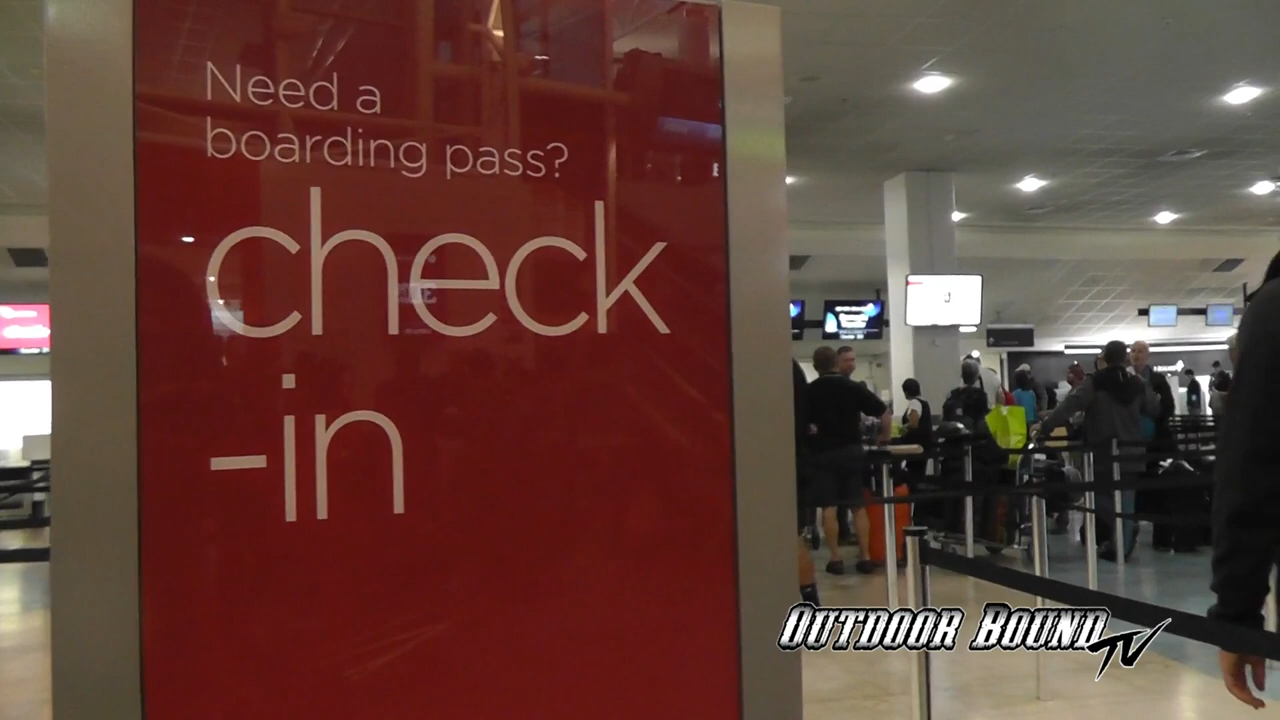 Need a
boarding pass?
check
-in
OUTDOOR BOUND
TV